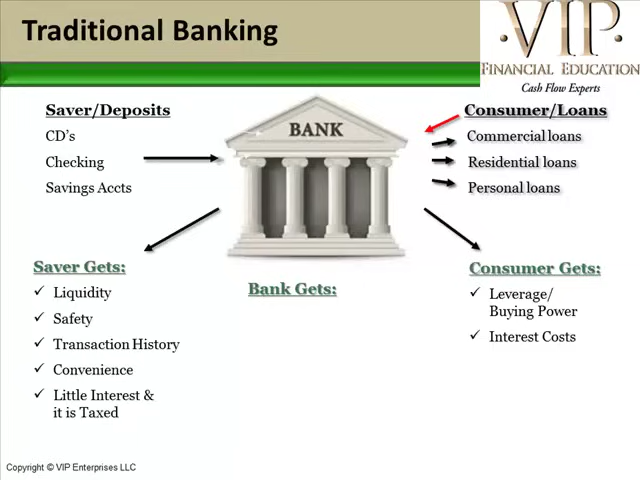 Traditional Banking
VIP
FINANCIAL EDUCATION
Cash Flow Experts
Saver/Deposits
CD's
Checking
Savings Accts
BANK
Consumer/Loans
Commercial loans
Residential loans
Personal loans
Saver Gets:
✓ Liquidity
✓ Safety
✓ Transaction History
✓ Convenience
✓ Little Interest &
it is Taxed
Bank Gets:
Consumer Gets:
✓ Leverage/
Buying Power
✓ Interest Costs
Copyright © VIP Enterprises LLC